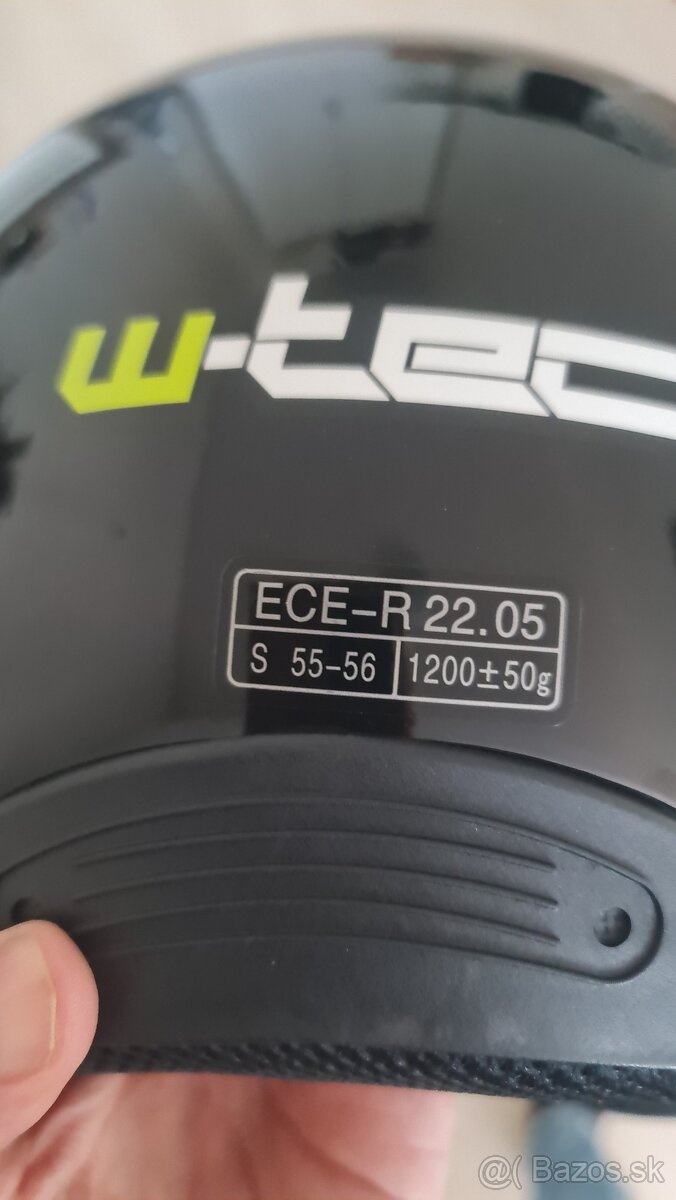 w-tec
ECE-R 22.05
S 55-56
1200±50g
@( Bazos.sk